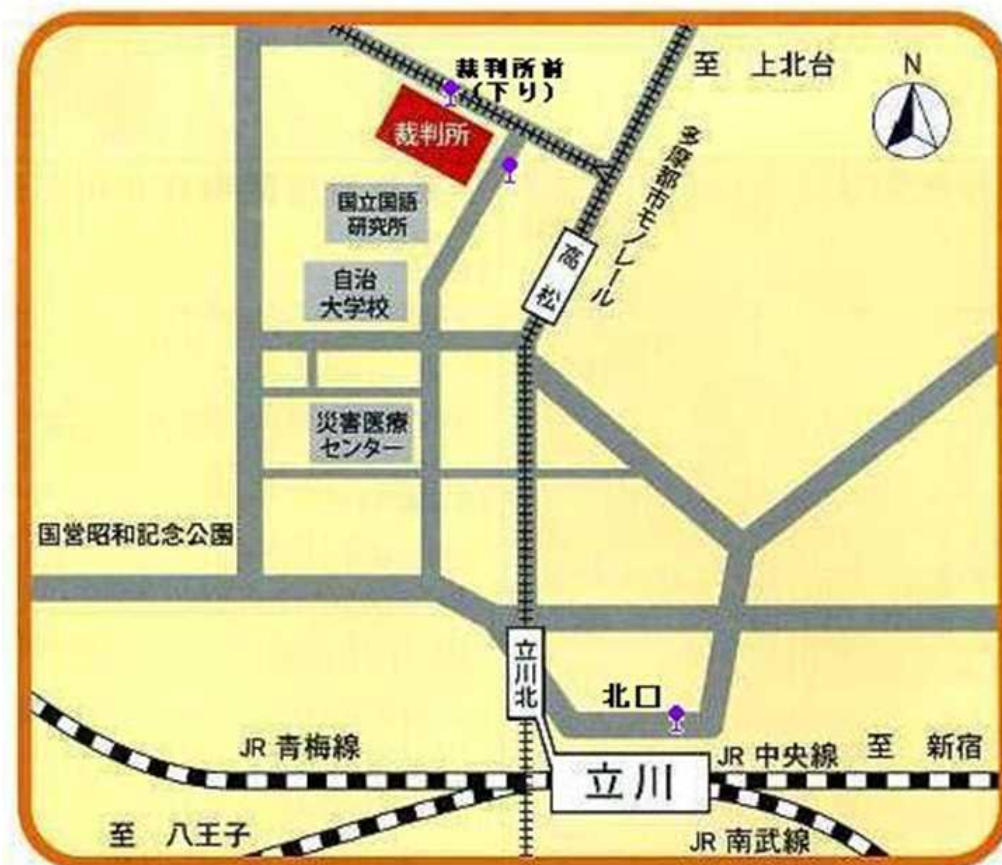 裁判所前
(下り)
至 上北台
N
裁判所
多摩都市モノレール
国立国語
研究所
高松
自治
大学校
災害医療
センター
国営昭和記念公園
立川北
北口
JR 青梅線
JR 中央線
至 新宿
立川
至 八王子
JR 南武線